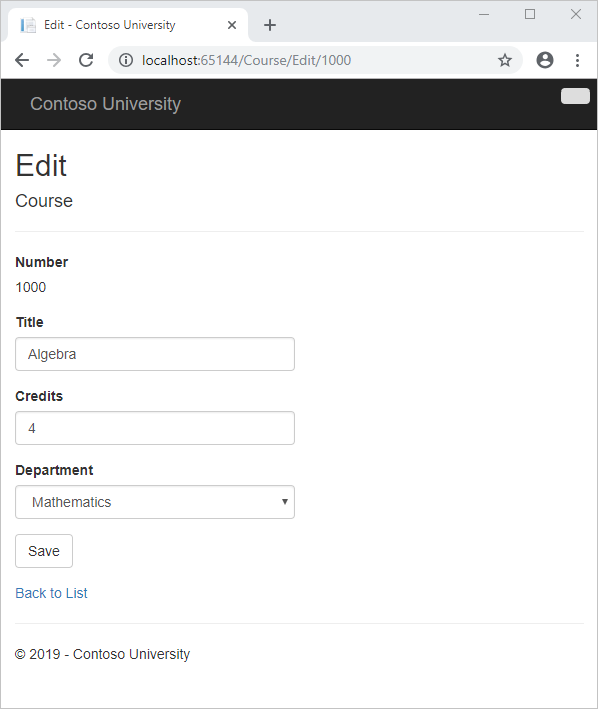 Edit - Contoso University
localhost:65144/Course/Edit/1000
Contoso University
Edit
Course
Number
1000
Title
Algebra
Credits
4
Department
Mathematics
Save
Back to List
© 2019 - Contoso University